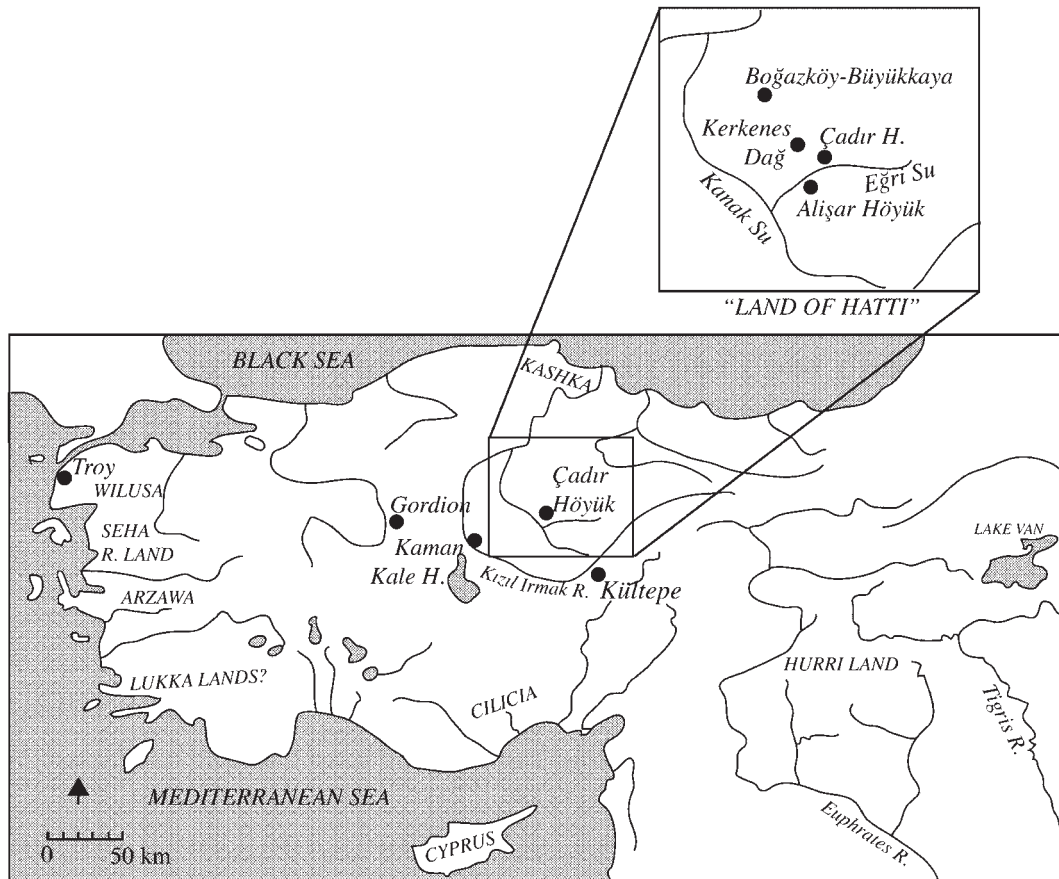 Boğazköy-Büyükkaya
Kerkenes
Dağ
Çadır H.
Eğri Su
Kanak Su
Alişar Höyük
“LAND OF HATTI”
BLACK SEA
KASHKA
Troy
WILUSA
Çadır
Höyük
Gordion
SEHA
R. LAND
Kaman
Kale H.
Kızıl Irmak R.
Kültepe
LAKE VAN
ARZAWA
LUKKA LANDS?
CILICIA
HURRI LAND
Tigris R.
MEDITERRANEAN SEA
Euphrates R.
CYPRUS
0 50 km